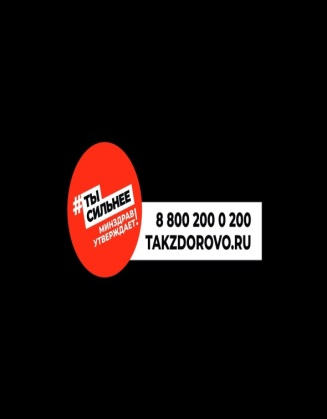 #ТЫ
СИЛЬНЕЕ
МИНЗДРАВ
УТВЕРЖДАЕТ!
8 800 200 0 200
TAKZDOROVO.RU